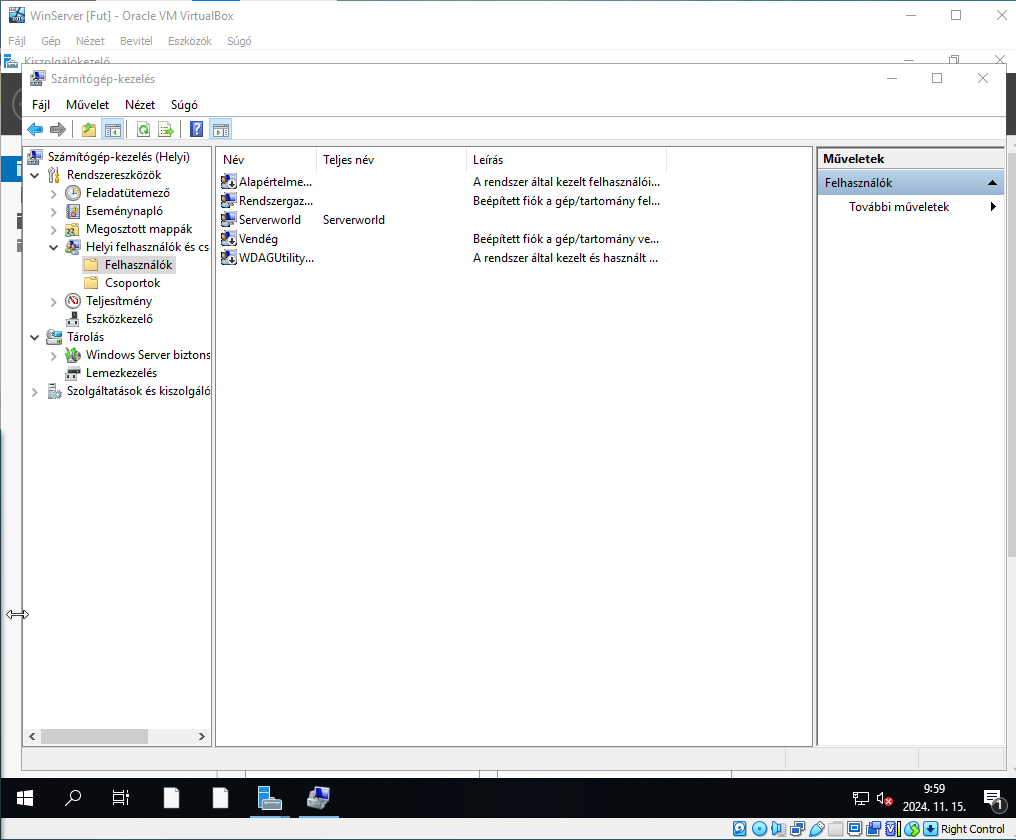 WinServer [Fut] - Oracle VM VirtualBox
Fájl Gép Nézet Bevitel Eszközök Súgó
Kiszolgálókezelő
Számítógép-kezelés
Fájl Művelet Nézet Súgó
Számítógép-kezelés (Helyi)
Rendszereszközök
Feladatütemező
Eseménynapló
Megosztott mappák
Helyi felhasználók és cs
Felhasználók
Csoportok
Teljesítmény
Eszközkezelő
Tárolás
Windows Server biztons
Lemezkezelés
Szolgáltatások és kiszolgáló
Név Teljes név Leírás
Alapértelme... A rendszer által kezelt felhasználói...
Rendszergaz... Beépített fiók a gép/tartomány fel...
Serverworld Serverworld
Vendég Beépített fiók a gép/tartomány ve...
WDAGUtility... A rendszer által kezelt és használt ...
Műveletek
Felhasználók
További műveletek
9:59
2024. 11. 15.
1
Right Control